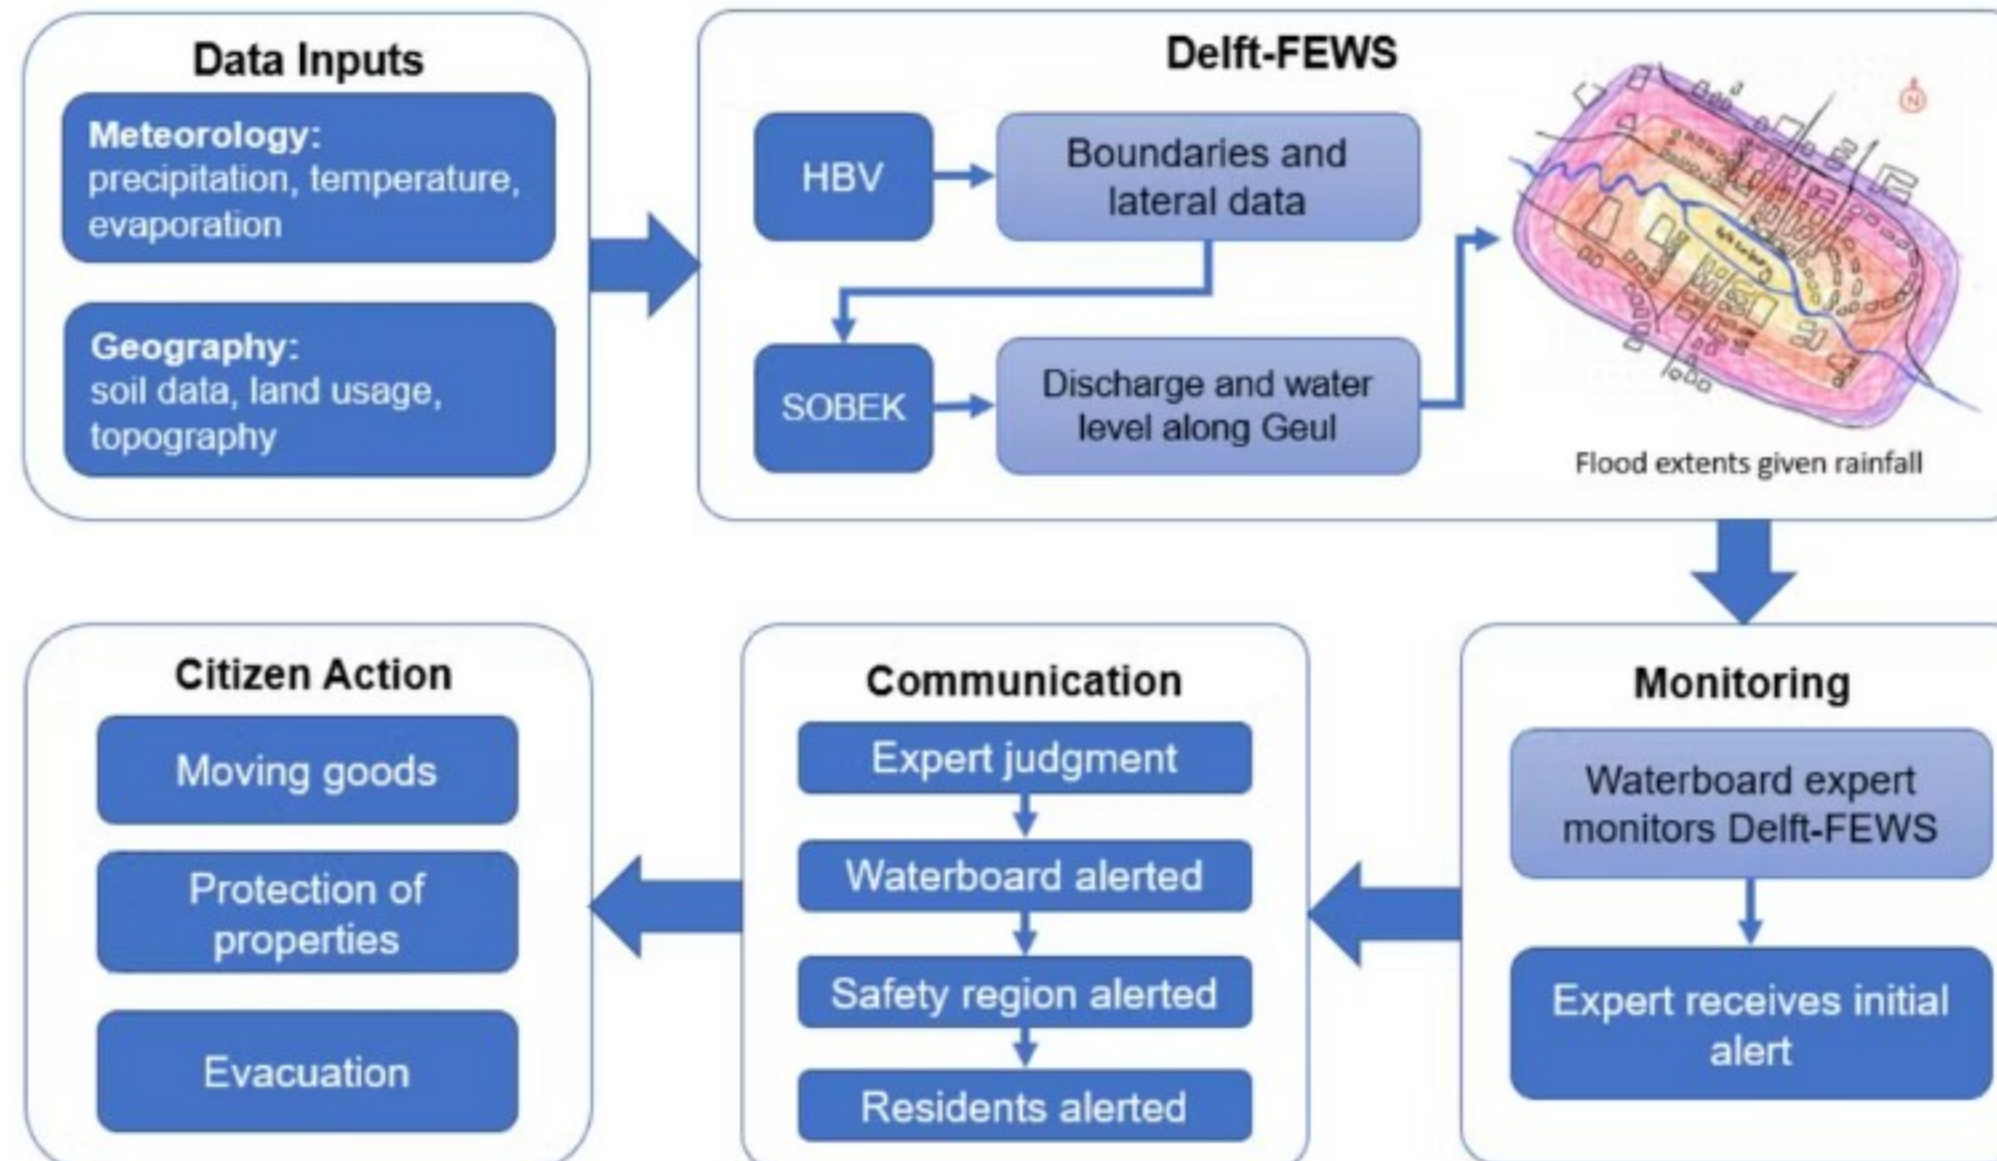 Data Inputs
Meteorology:
precipitation, temperature,
evaporation
Geography:
soil data, land usage,
topography
Delft-FEWS
HBV
Boundaries and
lateral data
SOBEK
Discharge and water
level along Geul
N
Flood extents given rainfall
Citizen Action
Moving goods
Protection of
properties
Evacuation
Communication
Expert judgment
Waterboard alerted
Safety region alerted
Residents alerted
Monitoring
Waterboard expert
monitors Delft-FEWS
Expert receives initial
alert